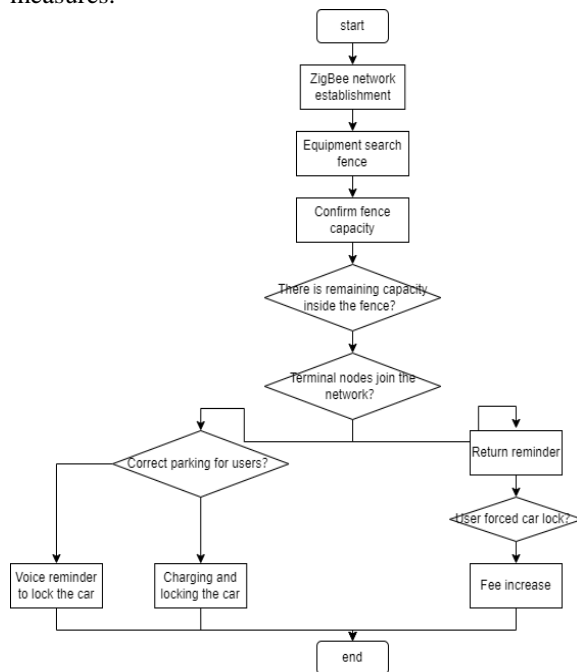 measures.
start
ZigBee network
establishment
Equipment search
fence
Confirm fence
capacity
There is remaining capacity
inside the fence?
Terminal nodes join the
network?
Correct parking for users?
Return reminder
User forced car lock?
Voice reminder
to lock the car
Charging and
locking the car
Fee increase
end